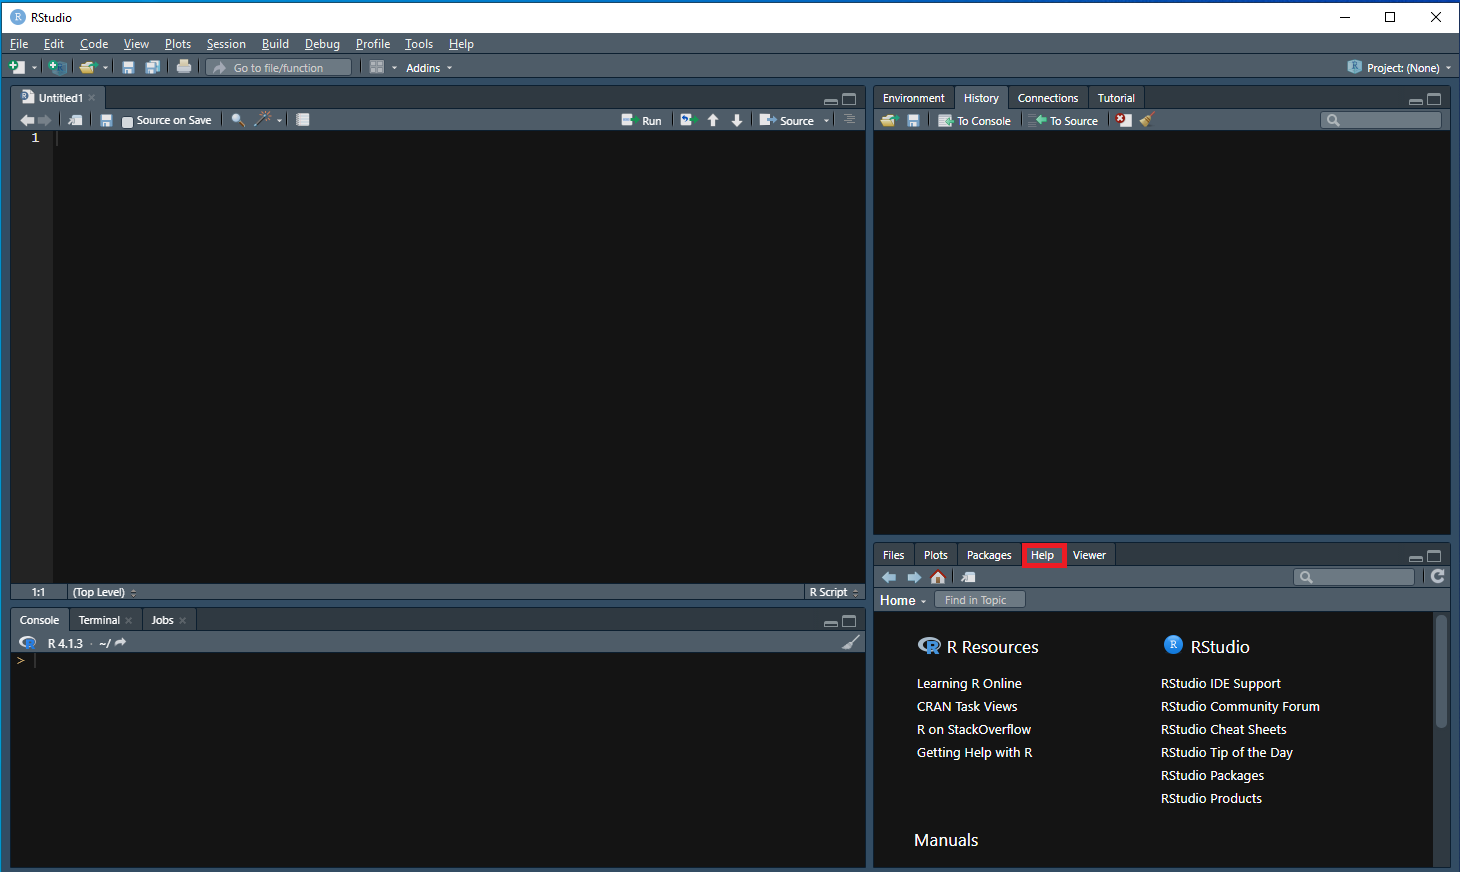 RStudio
File Edit Code View Plots Session Build Debug Profile Tools Help
Go to file/function Addins Project: (None)
Untitled1
Source on Save Run Source
1
1:1 (Top Level) R Script
Console Terminal Jobs
R 4.1.3 · ~/
>
Environment History Connections Tutorial
To Console To Source
Files Plots Packages Help Viewer
Home Find in Topic
R Resources
Learning R Online
CRAN Task Views
R on StackOverflow
Getting Help with R
RStudio
RStudio IDE Support
RStudio Community Forum
RStudio Cheat Sheets
RStudio Tip of the Day
RStudio Packages
RStudio Products
Manuals